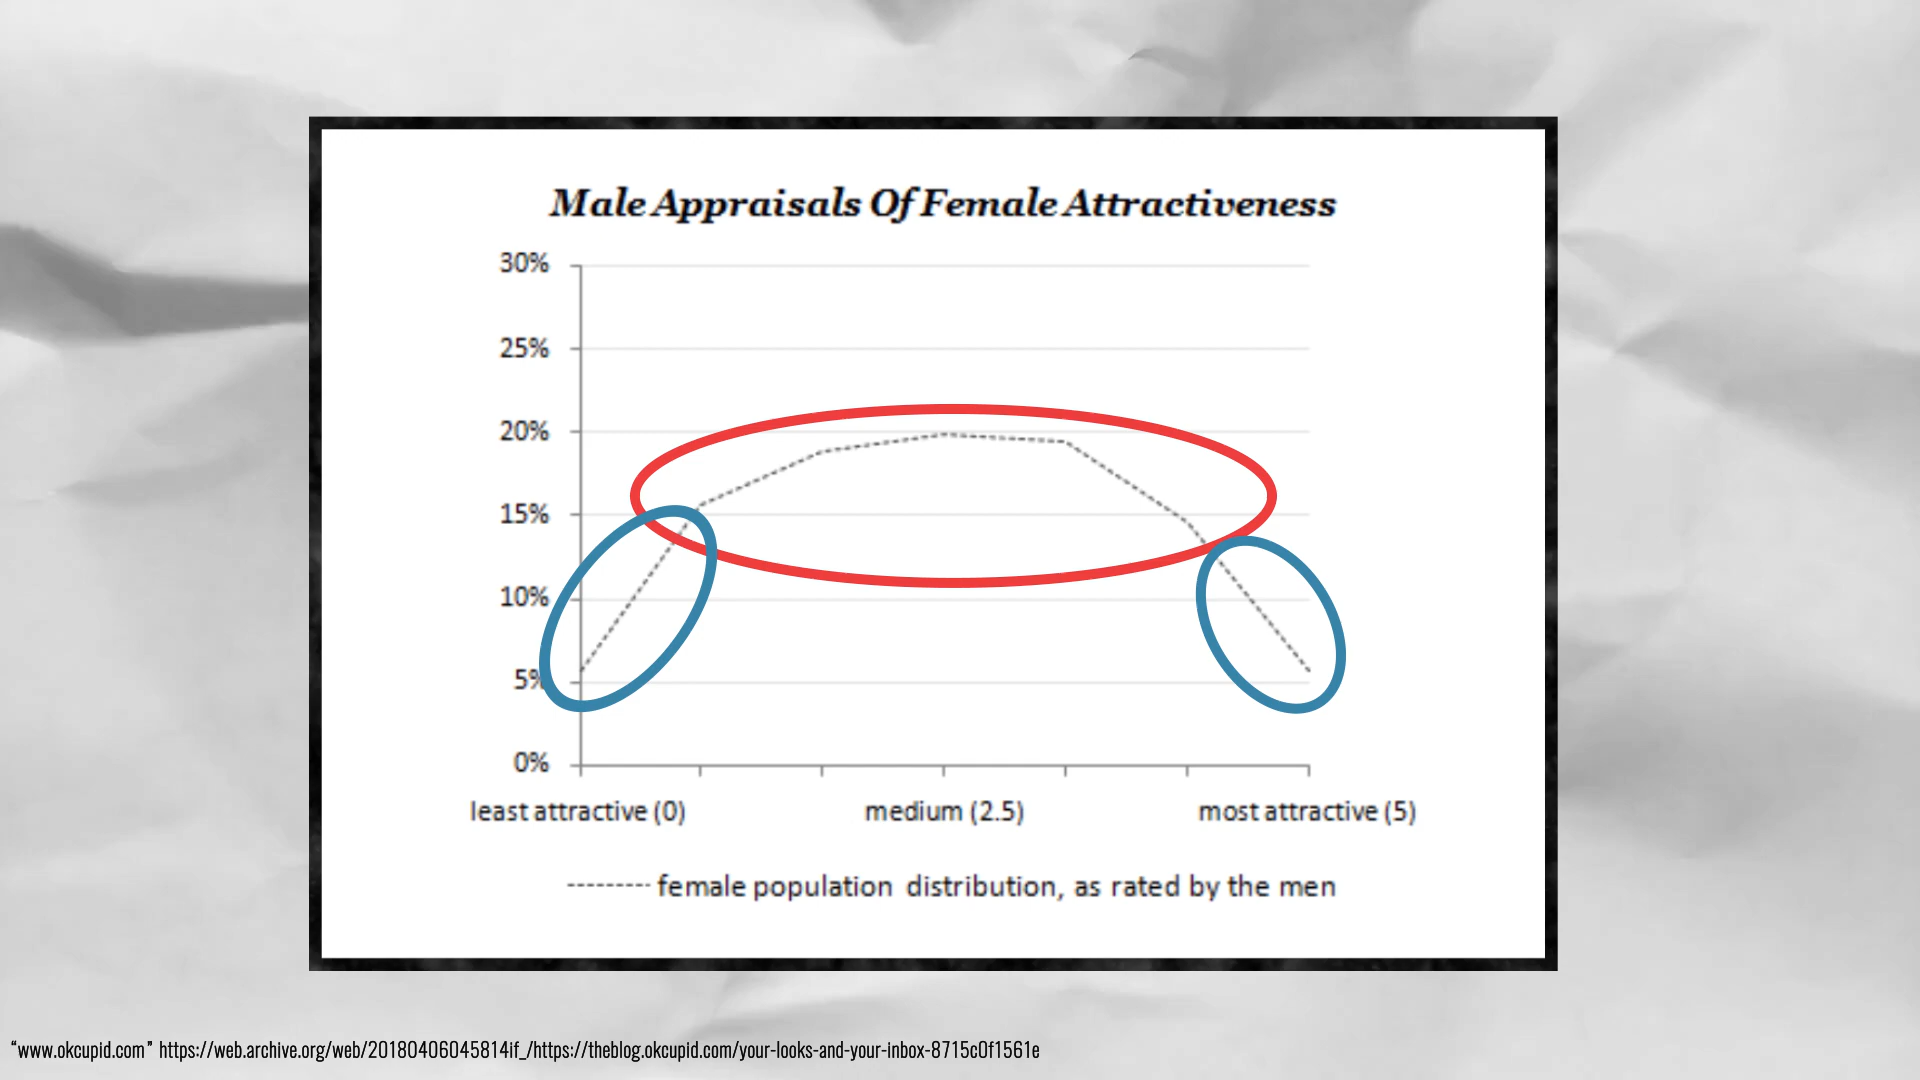 Male Appraisals Of Female Attractiveness
30%
25%
20%
15%
10%
5%
0%
least attractive (0) medium (2.5) most attractive (5)
female population distribution, as rated by the men
“www.okcupid.com” https://web.archive.org/web/20180406045814if_/https://theblog.okcupid.com/your-looks-and-your-inbox-8715c0f1561e